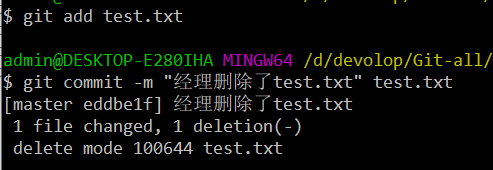 $ git add test.txt
admin@DESKTOP-E280IHA MINGW64 /d/devolop/Git-all/
$ git commit -m "经理删除了test.txt" test.txt
[master eddbe1f] 经理删除了test.txt
1 file changed, 1 deletion(-)
delete mode 100644 test.txt